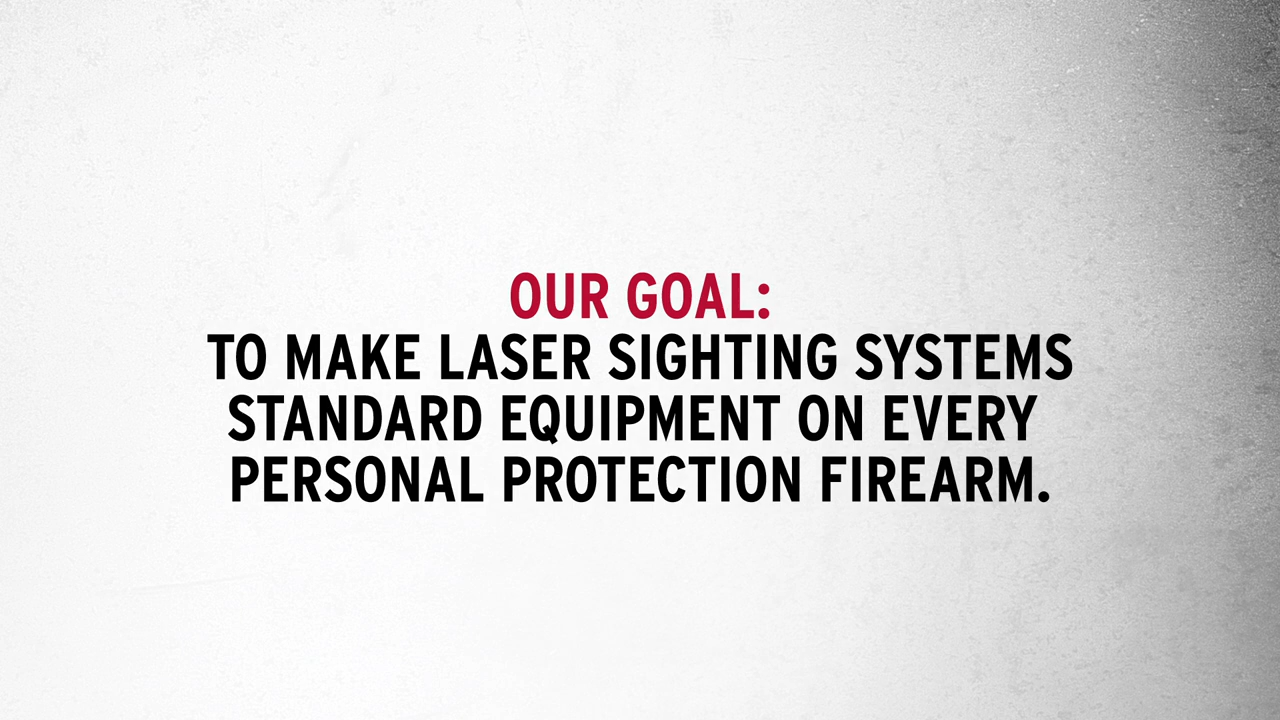 OUR GOAL:
TO MAKE LASER SIGHTING SYSTEMS
STANDARD EQUIPMENT ON EVERY
PERSONAL PROTECTION FIREARM.